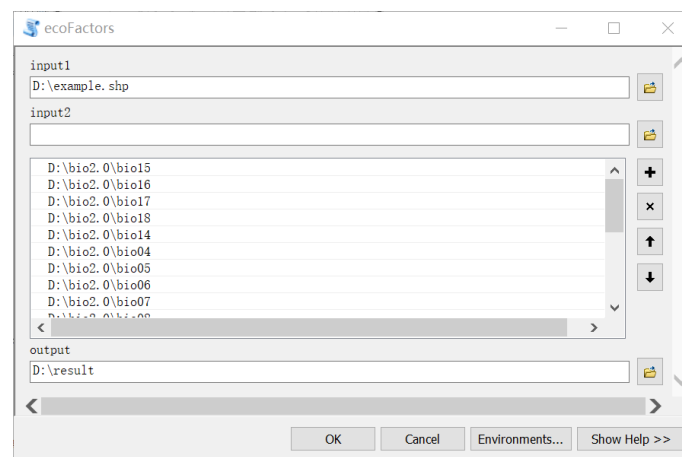 ecoFactors
input1
D:\example.shp
input2
D:\bio2.0\bio15
D:\bio2.0\bio16
D:\bio2.0\bio17
D:\bio2.0\bio18
D:\bio2.0\bio14
D:\bio2.0\bio04
D:\bio2.0\bio05
D:\bio2.0\bio06
D:\bio2.0\bio07
output
D:\result
OK Cancel Environments... Show Help >>